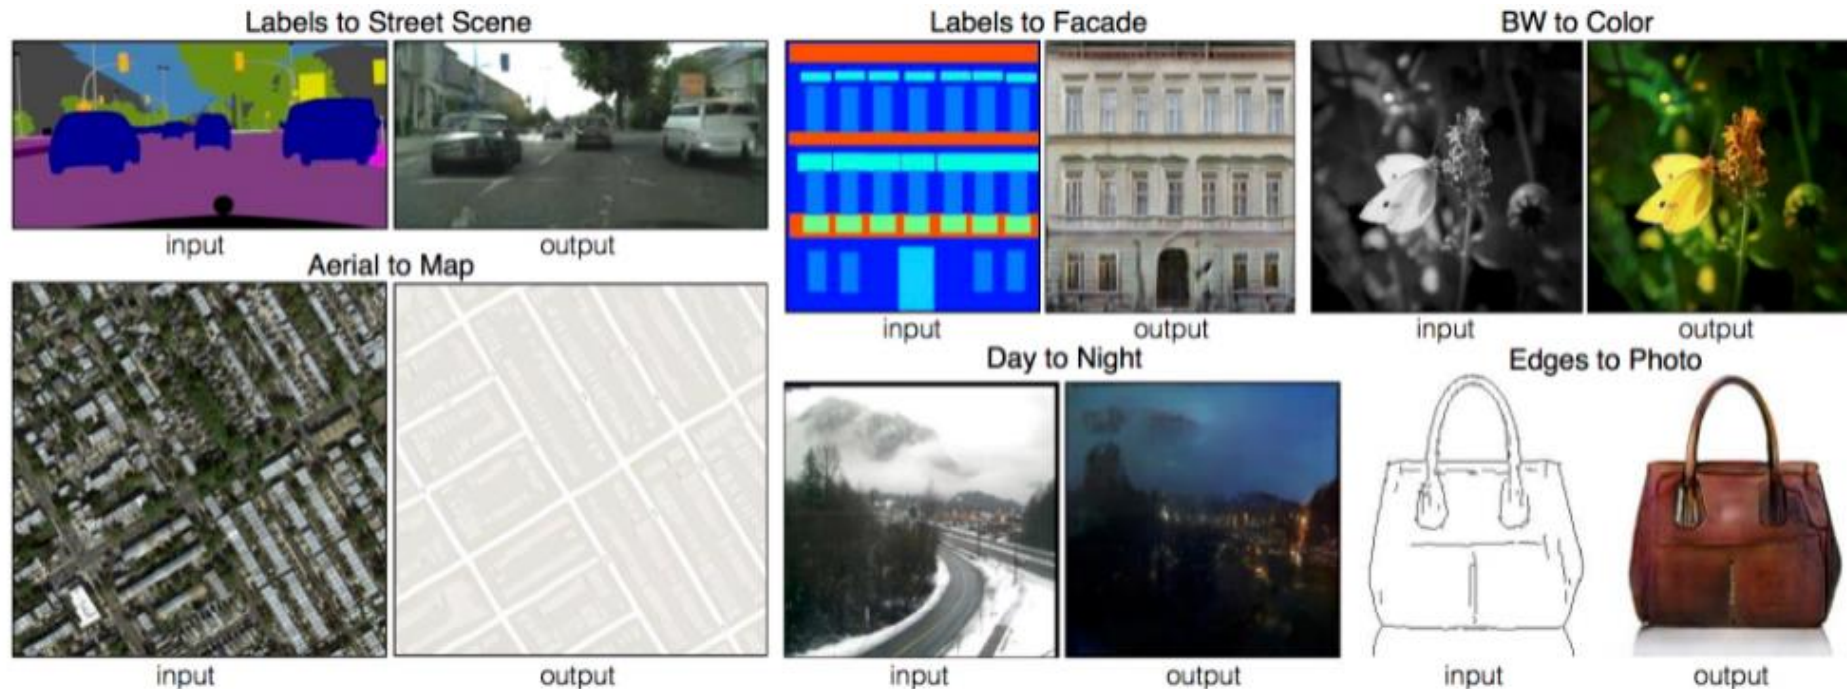 Labels to Street Scene
input
output
Aerial to Map
input
output
Labels to Facade
input
output
Day to Night
input
output
BW to Color
input
output
Edges to Photo
input
output